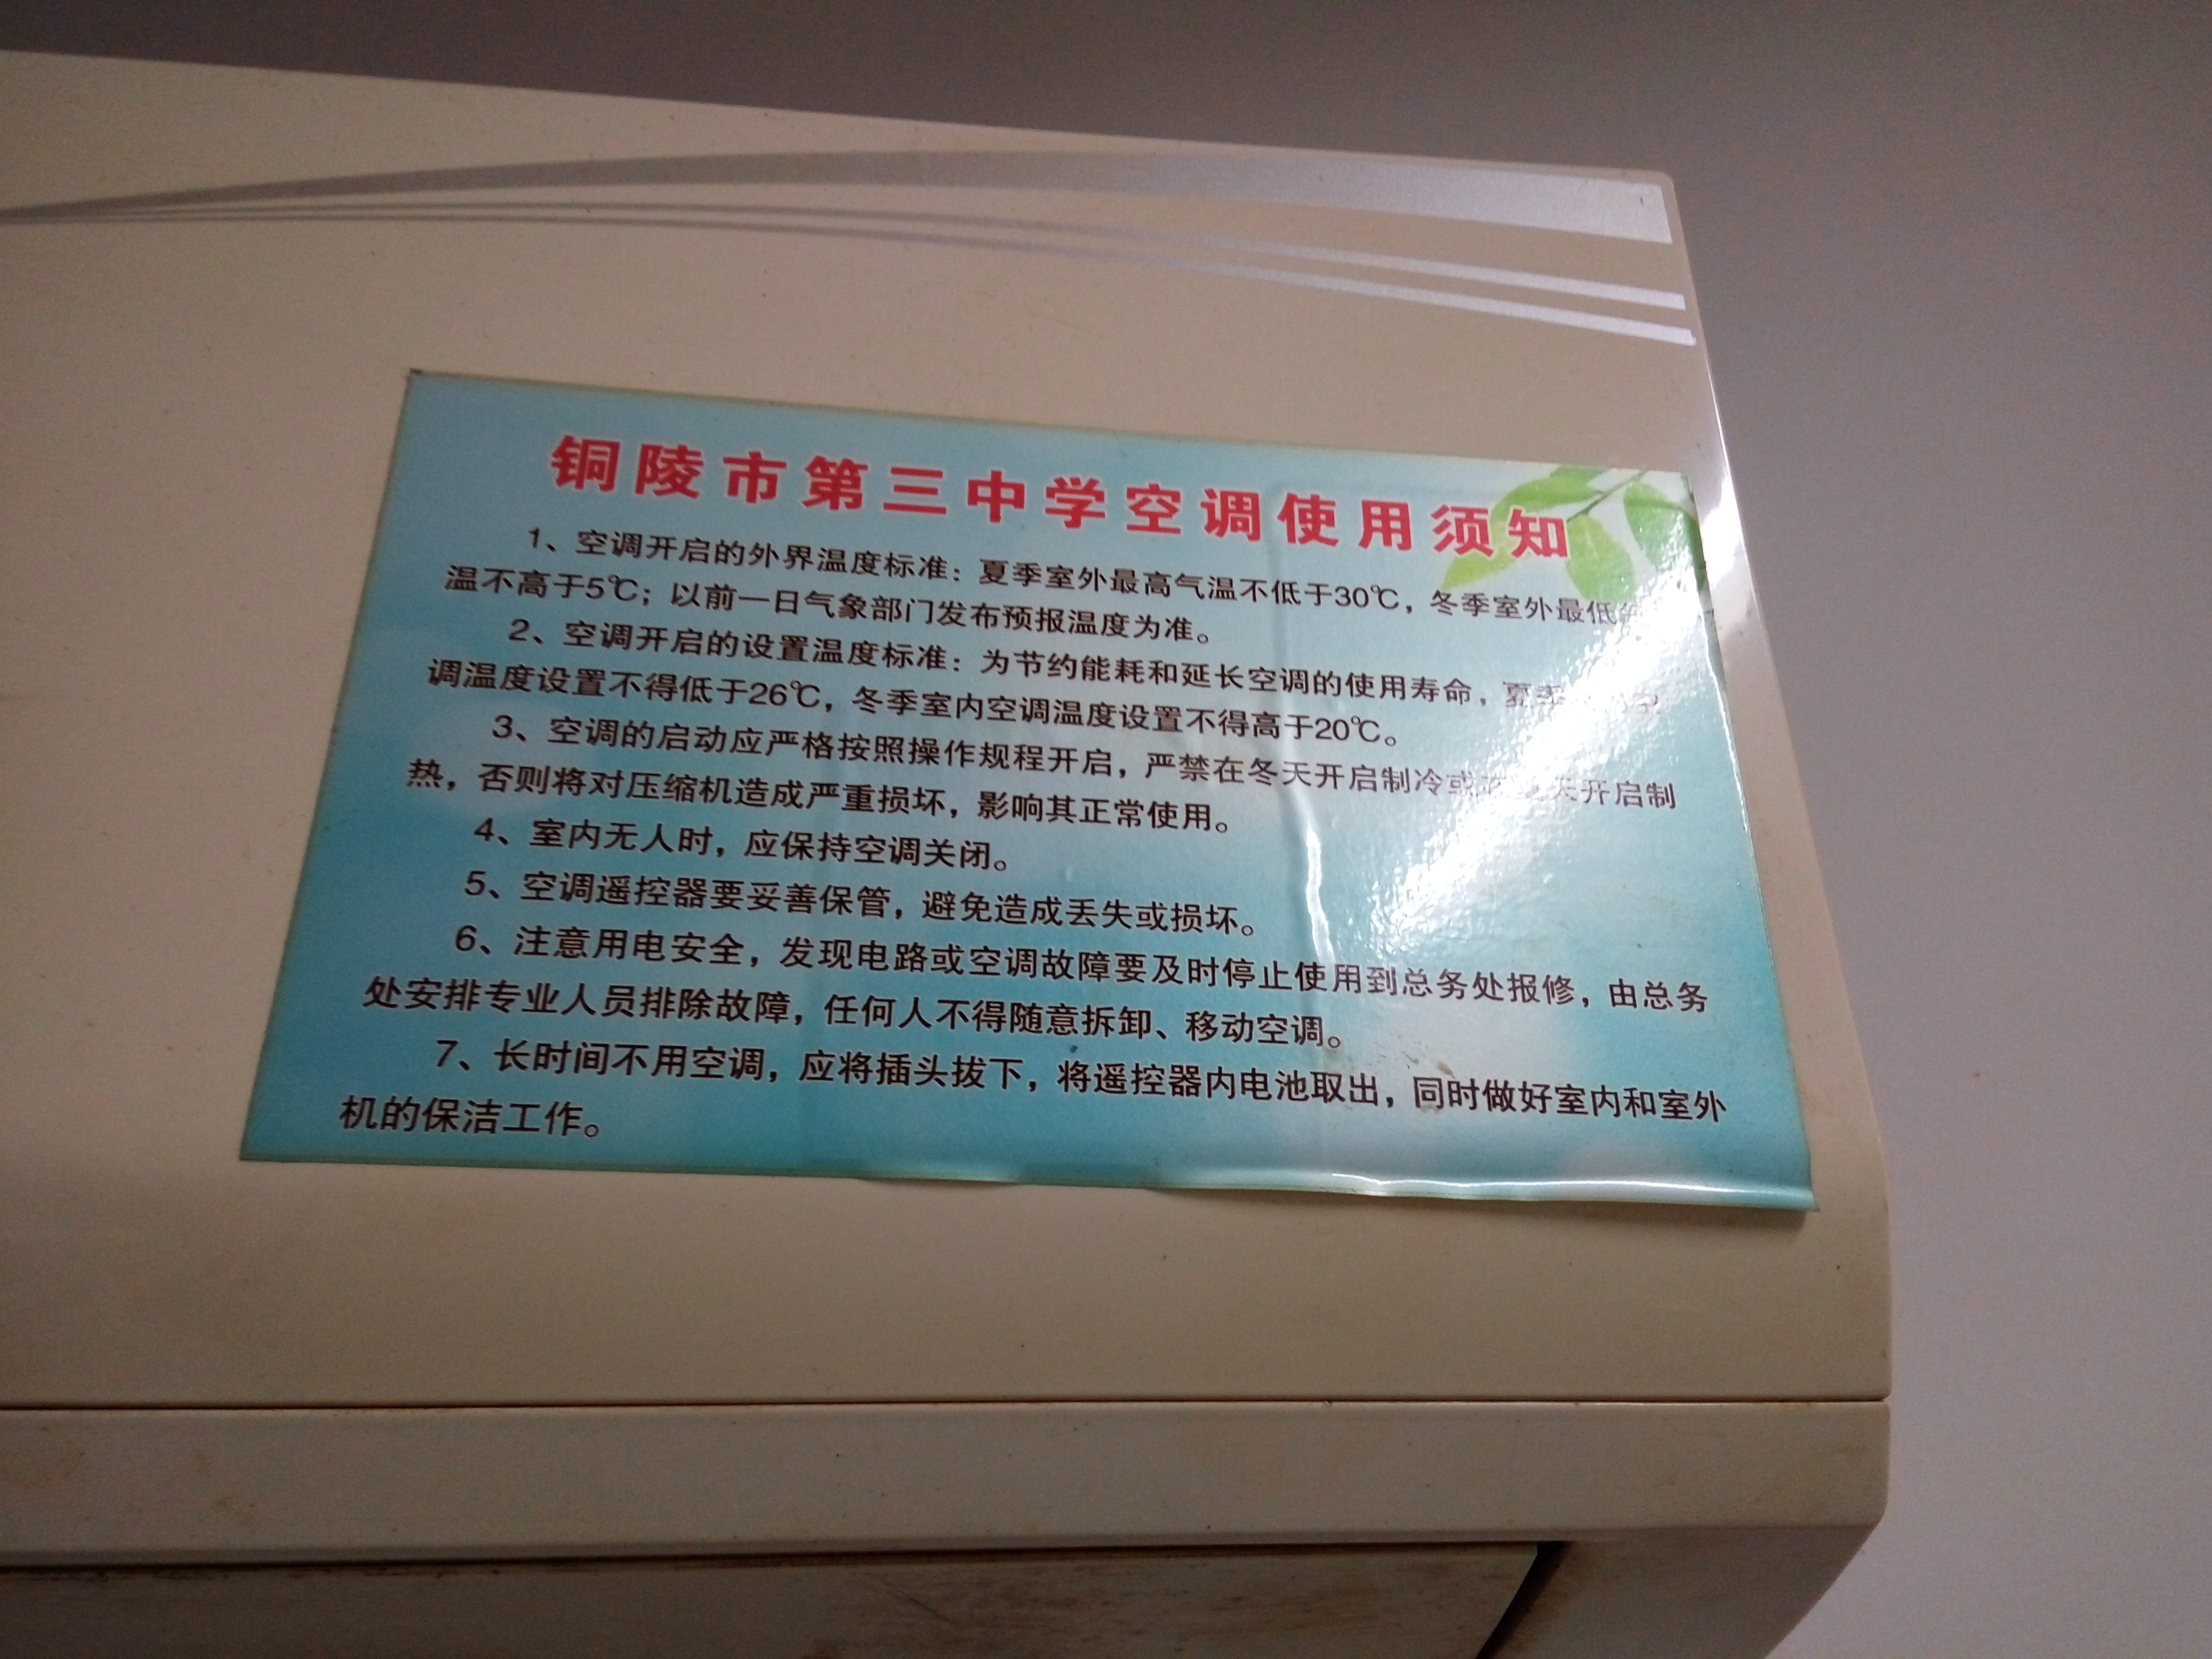 铜陵市第三中学空调使用须知
1、空调开启的外界温度标准：夏季室外最高气温不低于30℃，冬季室外最低气
温不高于5℃；以前一日气象部门发布预报温度为准。
2、空调开启的设置温度标准：为节约能耗和延长空调的使用寿命，夏季 空
调温度设置不得低于26℃，冬季室内空调温度设置不得高于20℃。
3、空调的启动应严格按照操作规程开启，严禁在冬天开启制冷或 天开启制
热，否则将对压缩机造成严重损坏，影响其正常使用。
4、室内无人时，应保持空调关闭。
5、空调遥控器要妥善保管，避免造成丢失或损坏。
6、注意用电安全，发现电路或空调故障要及时停止使用到总务处报修，由总务
处安排专业人员排除故障，任何人不得随意拆卸、移动空调。
7、长时间不用空调，应将插头拔下，将遥控器内电池取出，同时做好室内和室外
机的保洁工作。